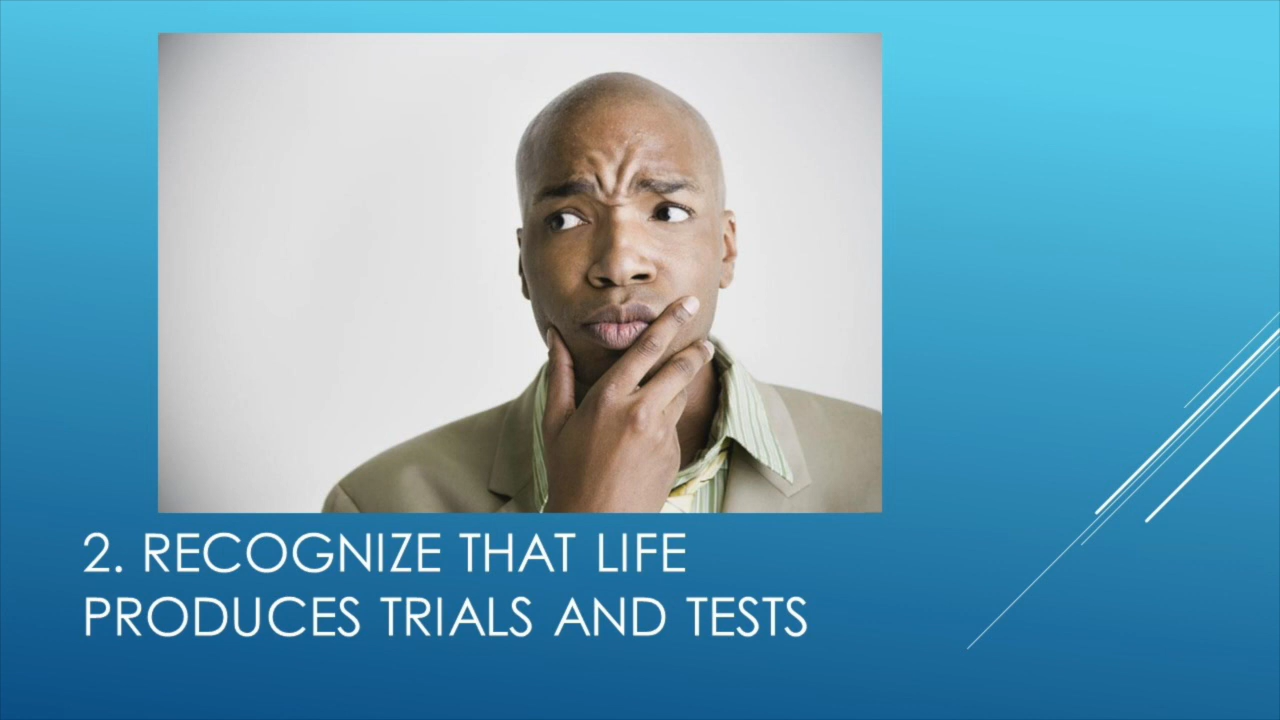 2. RECOGNIZE THAT LIFE
PRODUCES TRIALS AND TESTS